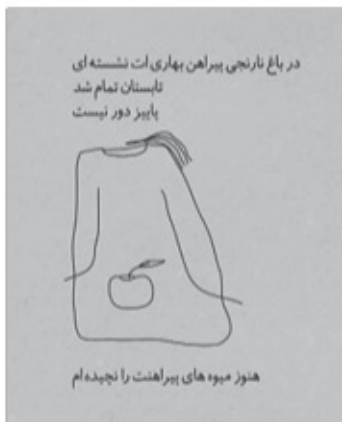 در باغ نارنجی پیراهن بهاری ات نشسته ای
تابستان تمام شد
پاییز دور نیست
هنوز میوه های پیراهنت را نچیده ام